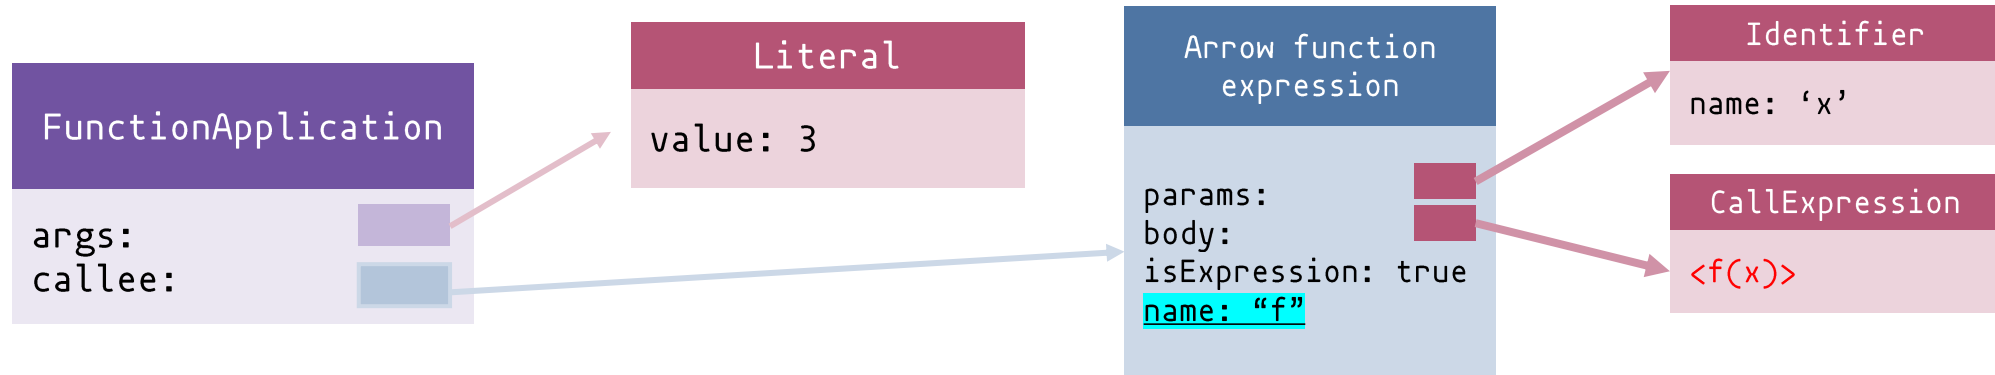 FunctionApplication
args:
callee:
Literal
value: 3
Arrow function
expression
params:
body:
isExpression: true
name: “f”
Identifier
name: ‘x’
CallExpression
<f(x)>